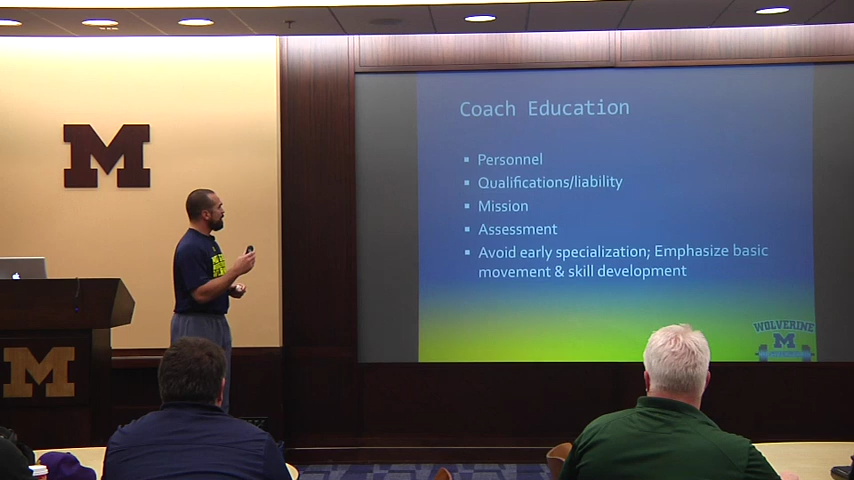 M
Coach Education
▪ Personnel
▪ Qualifications/liability
▪ Mission
▪ Assessment
▪ Avoid early specialization; Emphasize basic
movement & skill development
WOLVERINE
M
M